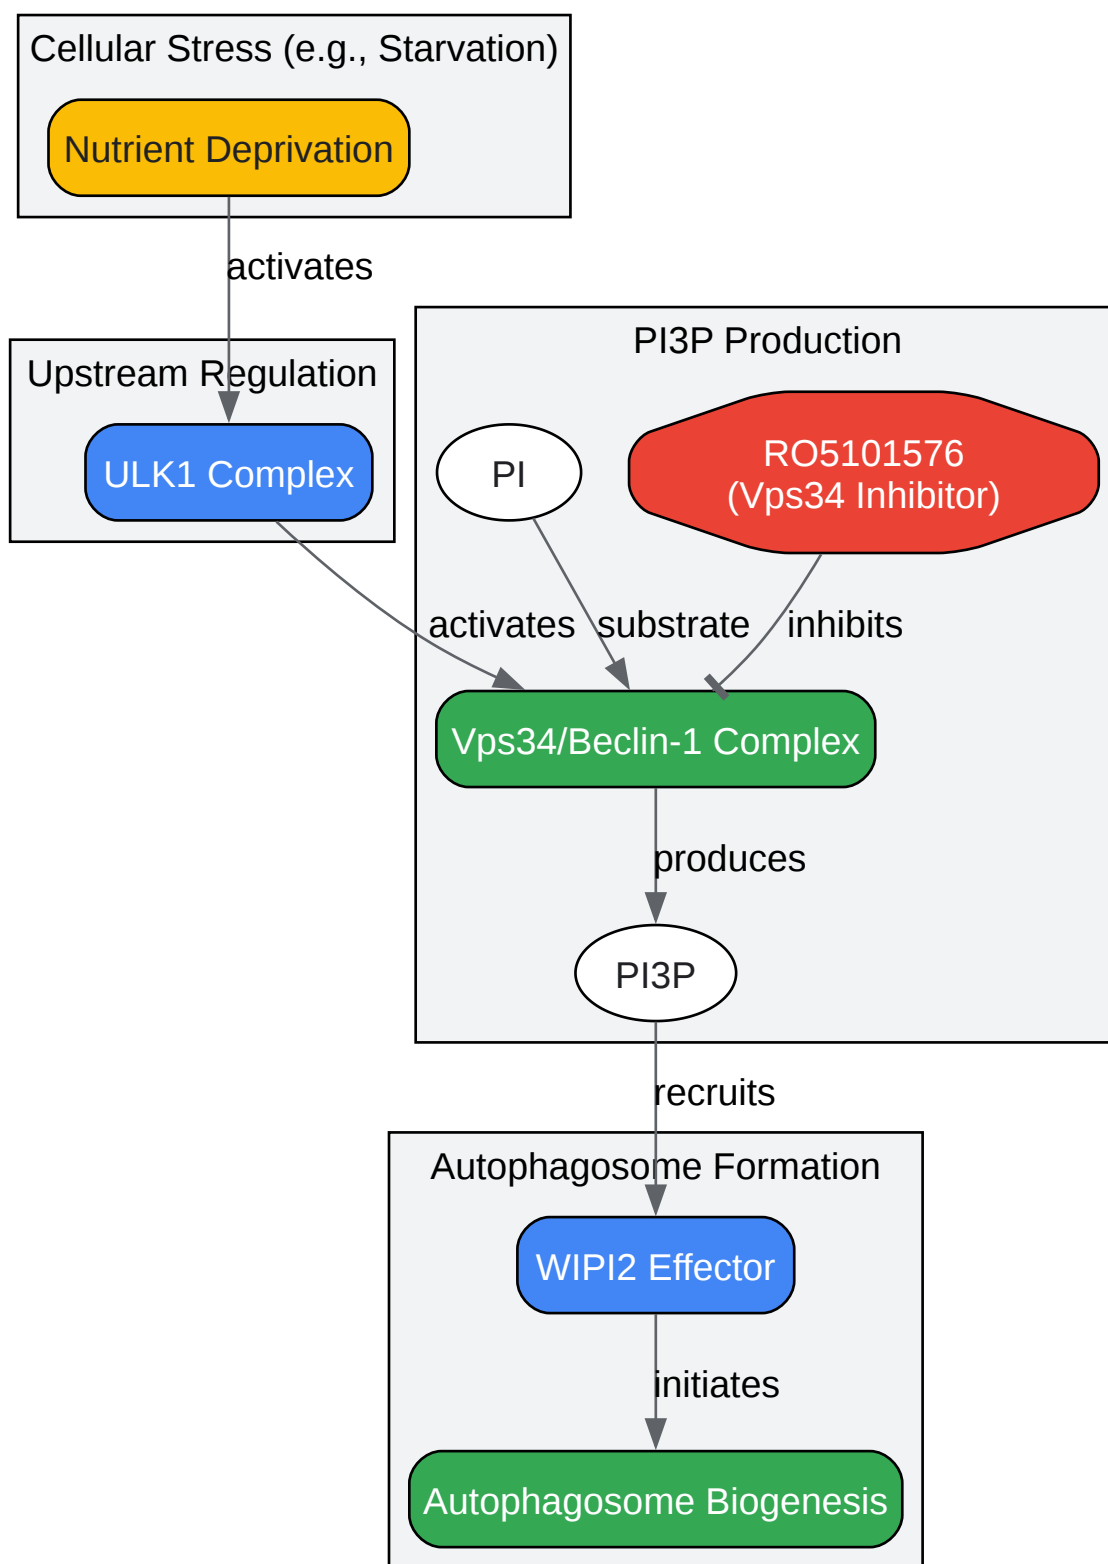 Cellular Stress (e.g., Starvation)
Nutrient Deprivation
activates
Upstream Regulation
ULK1 Complex
PI3P Production
PI
RO5101576
(Vps34 Inhibitor)
activates
substrate
inhibits
Vps34/Beclin-1 Complex
produces
PI3P
recruits
Autophagosome Formation
WIPI2 Effector
initiates
Autophagosome Biogenesis